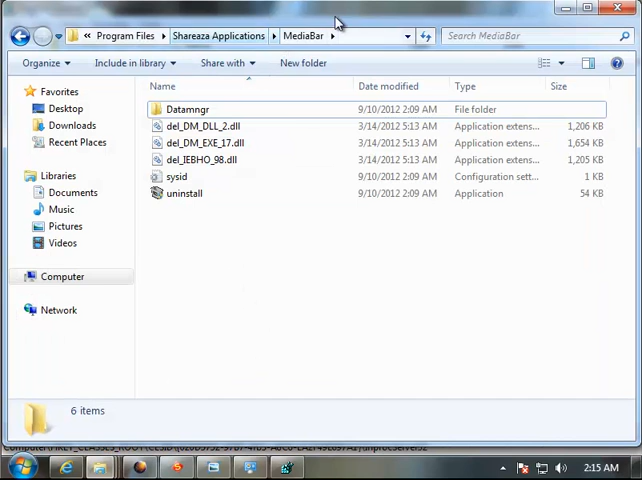 « Program Files Shareaza Applications MediaBar Search MediaBar
Organize Include in library Share with New folder
Favorites Name Date modified Type Size
Desktop Datamngr 9/10/2012 2:09 AM File folder
Downloads del_DM_DLL_2.dll 3/14/2012 5:13 AM Application extens... 1,206 KB
Recent Places del_DM_EXE_17.dll 3/14/2012 5:13 AM Application extens... 1,654 KB
del_IEBHO_98.dll 3/14/2012 5:13 AM Application extens... 1,205 KB
Libraries sysid 9/10/2012 2:09 AM Configuration sett... 1 KB
Documents uninstall 9/10/2012 2:09 AM Application 54 KB
Music
Pictures
Videos
Computer
Network
6 items
2:15 AM